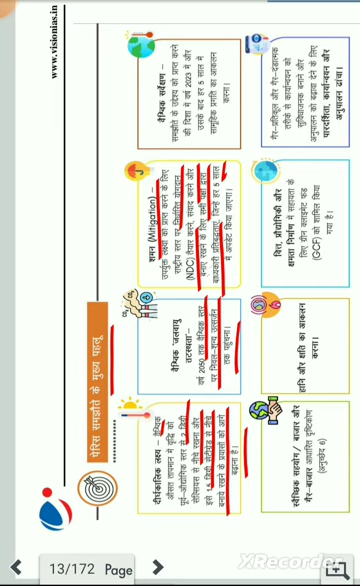 www.visionias.in
पेरिस समझौते के मुख्य पहलू
दीर्घकालिक लक्ष्य – वैश्विक
औसत तापमान में वृद्धि को
पूर्व-औद्योगिक स्तर से 2 डिग्री
सेल्सियस से नीचे रखना और
इसे 1.5 डिग्री सेल्सियस से नीचे
बनाये रखने के प्रयासों को आगे
बढ़ाना है।
वैश्विक 'जलवायु
तटस्थता'–
वर्ष 2050 तक वैश्विक स्तर
पर निवल-शून्य उत्सर्जन
तक पहुंचना।
शमन (Mitigation) –
उपर्युक्त लक्ष्यों को प्राप्त करने के लिए
राष्ट्रीय स्तर पर निर्धारित योगदान
(NDC) तैयार करने, संवाद करने और
बनाए रखने के लिए सभी पक्षों द्वारा
बाध्यकारी प्रतिबद्धताएं, जिन्हें हर 5 साल
में अपडेट किया जाएगा।
वैश्विक सर्वेक्षण –
समझौते के उद्देश्य को प्राप्त करने
की दिशा में वर्ष 2023 में और
उसके बाद हर 5 साल में
सामूहिक प्रगति का आकलन
करना।
स्वैच्छिक सहयोग/ बाजार और
गैर-बाजार आधारित दृष्टिकोण
(अनुच्छेद 6)
हानि और क्षति का आकलन
करना।
वित्त, प्रौद्योगिकी और
क्षमता निर्माण में सहायता के
लिए ग्रीन क्लाइमेट फंड
(GCF) को शामिल किया
गया है।
गैर-प्रतिकूल और गैर-दंडात्मक
तरीके से कार्यान्वयन को
सुविधाजनक बनाने और
अनुपालन को बढ़ावा देने के लिए
पारदर्शिता, कार्यान्वयन और
अनुपालन ढांचा।
13/172 Page
XRecorder